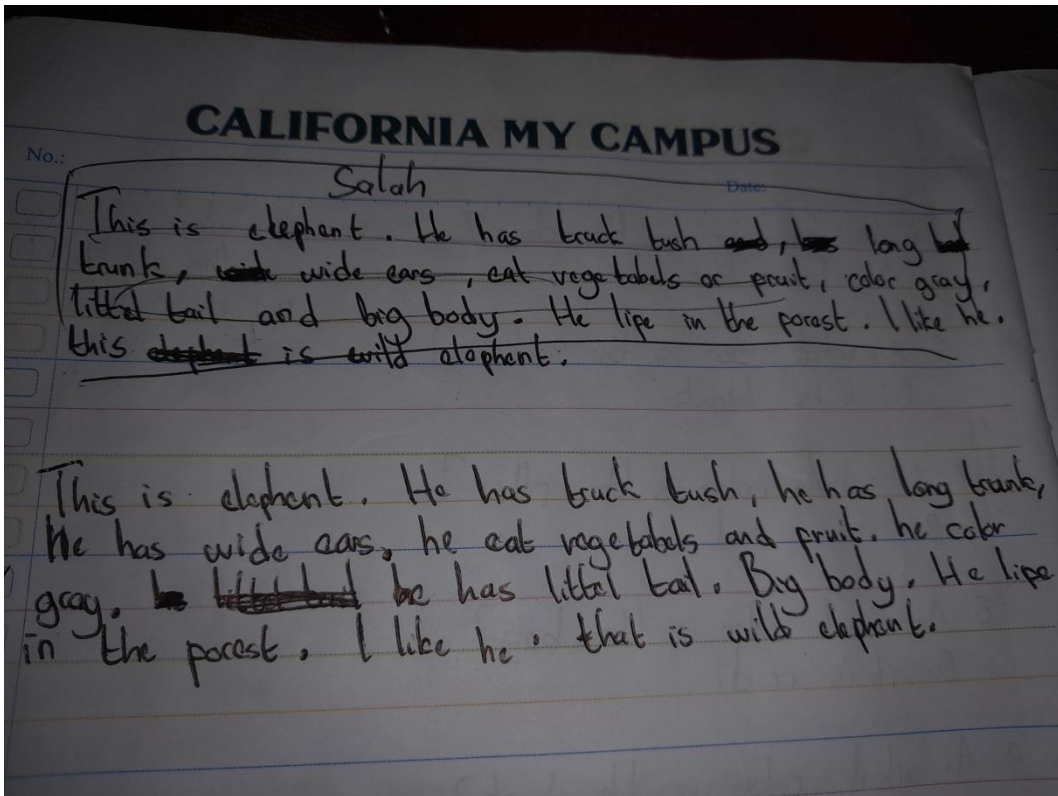 CALIFORNIA MY CAMPUS
No.:
Date:
Salah
This is elephant. He has track tush, long
trunk, wide ears, eat vegetabels or pruit, color gray,
littel tail and big body. He lipe in the porest. I like he.
this is wild elophant.
This is elephant. He has truck tush, he has long trunk,
He has wide ears, he eat vegetabels and pruit. he color
gray. he has littel tail. Big body. He lipe
in the porest. I like he. that is wild elephant.